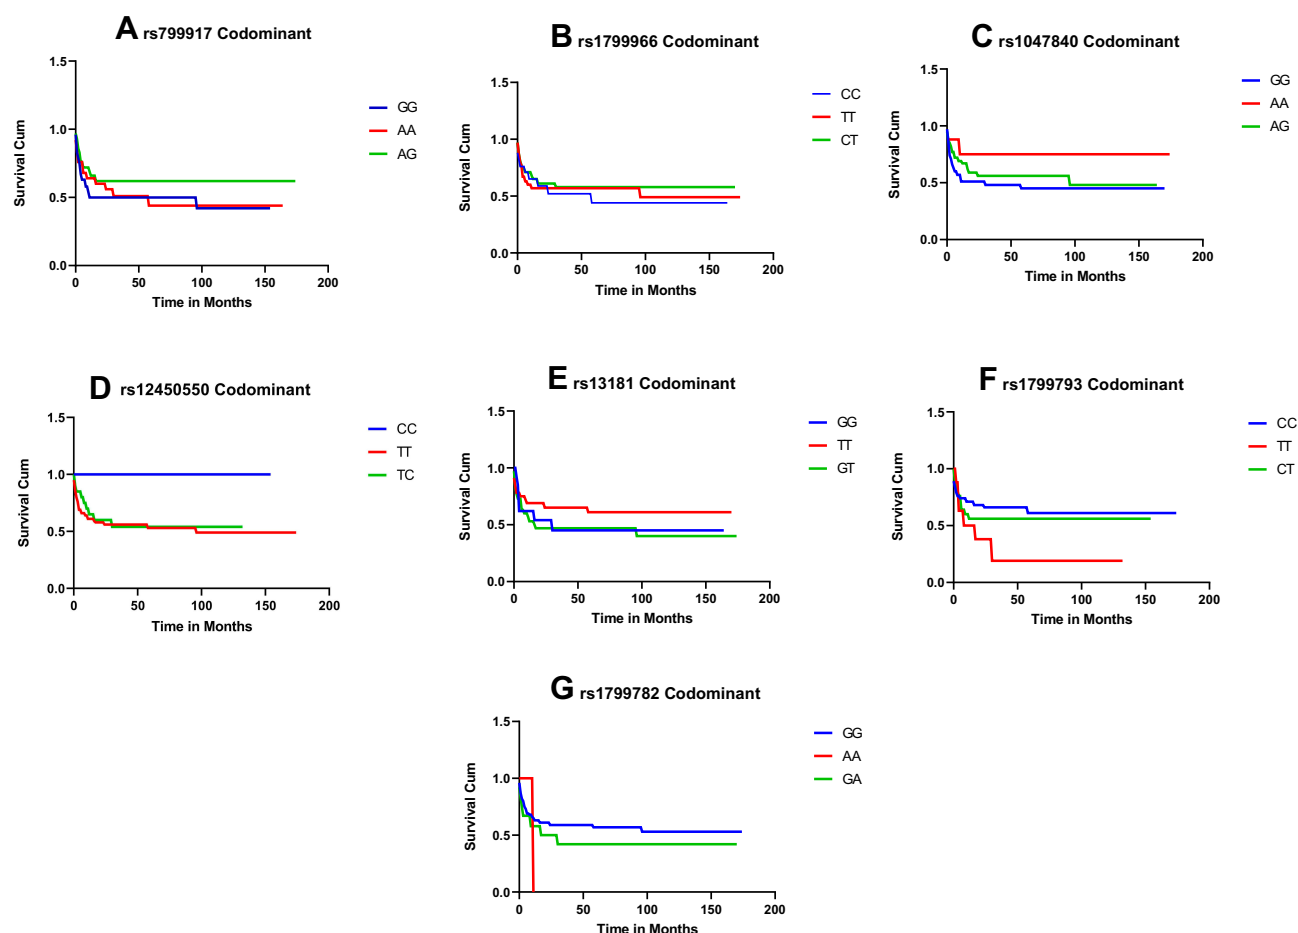 A rs799917 Codominant
1.5
1.0
0.5
0.0
0 50 100 150 200
Survival Cum
Time in Months
GG
AA
AG
B rs1799966 Codominant
1.5
1.0
0.5
0.0
0 50 100 150 200
Survival Cum
Time in Months
CC
TT
CT
C rs1047840 Codominant
1.5
1.0
0.5
0.0
0 50 100 150 200
Survival Cum
Time in Months
GG
AA
AG
D rs12450550 Codominant
1.5
1.0
0.5
0.0
0 50 100 150 200
Survival Cum
Time in Months
CC
TT
TC
E rs13181 Codominant
1.5
1.0
0.5
0.0
0 50 100 150 200
Survival Cum
Time in Months
GG
TT
GT
F rs1799793 Codominant
1.5
1.0
0.5
0.0
0 50 100 150 200
Survival Cum
Time in Months
CC
TT
CT
G rs1799782 Codominant
1.5
1.0
0.5
0.0
0 50 100 150 200
Survival Cum
Time in Months
GG
AA
GA